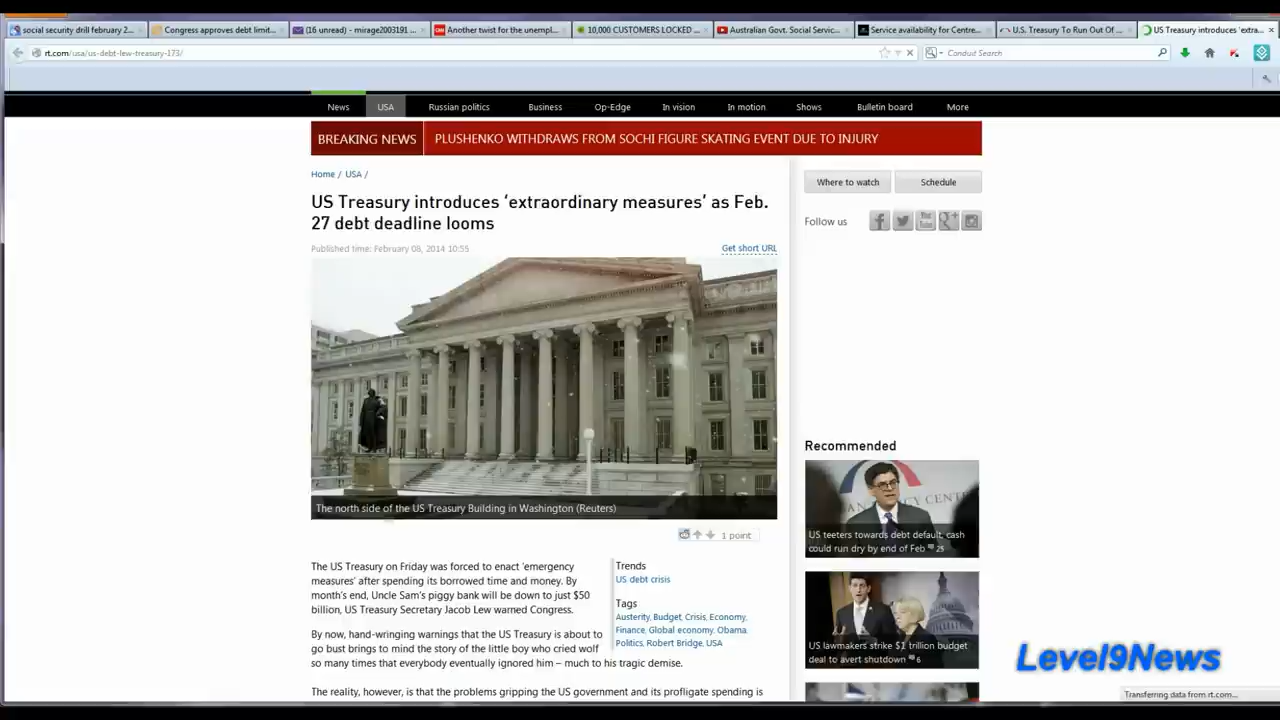 social security drill february 2...
Congress approves debt limit...
(16 unread) - mirage2003191 ...
Another twist for the unempl...
10,000 CUSTOMERS LOCKED ...
Australian Govt. Social Servic...
Service availability for Centre...
U.S. Treasury To Run Out Of ...
US Treasury introduces 'extra...
rt.com/usa/us-debt-lew-treasury-173/
Conduit Search
News USA Russian politics Business Op-Edge In vision In motion Shows Bulletin board More
BREAKING NEWS PLUSHENKO WITHDRAWS FROM SOCHI FIGURE SKATING EVENT DUE TO INJURY
Home / USA /
US Treasury introduces ‘extraordinary measures’ as Feb.
27 debt deadline looms
Published time: February 08, 2014 10:55
Get short URL
The north side of the US Treasury Building in Washington (Reuters)
1 point
The US Treasury on Friday was forced to enact ‘emergency
measures’ after spending its borrowed time and money. By
month’s end, Uncle Sam’s piggy bank will be down to just $50
billion, US Treasury Secretary Jacob Lew warned Congress.
By now, hand-wringing warnings that the US Treasury is about to
go bust brings to mind the story of the little boy who cried wolf
so many times that everybody eventually ignored him – much to his tragic demise.
The reality, however, is that the problems gripping the US government and its profligate spending is
Trends
US debt crisis
Tags
Austerity, Budget, Crisis, Economy,
Finance, Global economy, Obama,
Politics, Robert Bridge, USA
Where to watch
Schedule
Follow us
You
Tube
Recommended
US teeters towards debt default, cash
could run dry by end of Feb 25
US lawmakers strike $1 trillion budget
deal to avert shutdown 6
Level9News
Transferring data from rt.com...